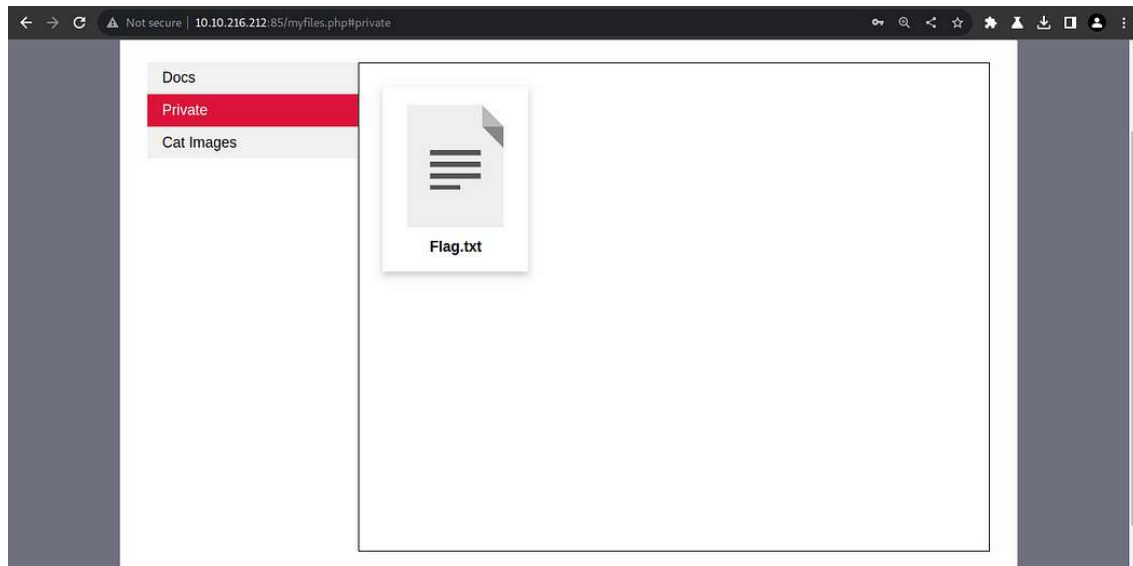 Not secure | 10.10.216.212:85/myfiles.php#private
Docs
Private
Cat Images
Flag.txt